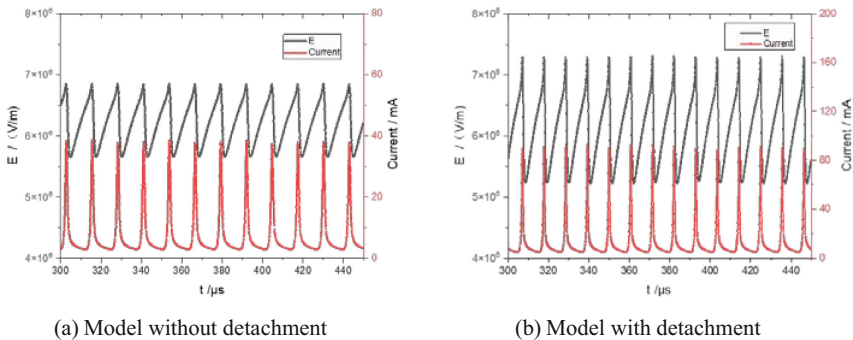 (a)
8×10⁶
7×10⁶
6×10⁶
5×10⁶
4×10⁶
E / (V/m)
E
Current
80
60
40
20
0
Current / mA
300 320 340 360 380 400 420 440
t /μs
(a) Model without detachment
(b)
8×10⁶
7×10⁶
6×10⁶
5×10⁶
4×10⁶
E / (V/m)
E
Current
200
160
120
80
40
0
Current / mA
300 320 340 360 380 400 420 440
t /μs
(b) Model with detachment